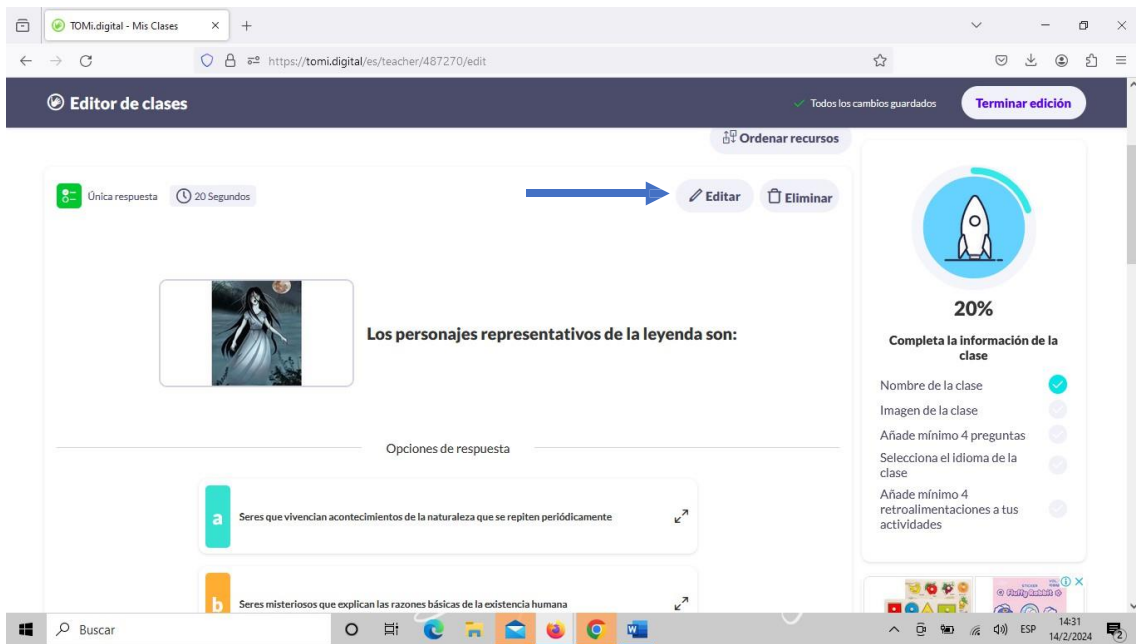 TOMi.digital - Mis Clases
https://tomi.digital/es/teacher/487270/edit
Editor de clases
Todos los cambios guardados
Terminar edición
Ordenar recursos
Única respuesta
20 Segundos
Editar
Eliminar
Los personajes representativos de la leyenda son:
Opciones de respuesta
a
Seres que vivencian acontecimientos de la naturaleza que se repiten periódicamente
b
Seres misteriosos que explican las razones básicas de la existencia humana
20%
Completa la información de la
clase
Nombre de la clase
Imagen de la clase
Añade mínimo 4 preguntas
Selecciona el idioma de la
clase
Añade mínimo 4
retroalimentaciones a tus
actividades
Buscar
ESP
14:31
14/2/2024
2